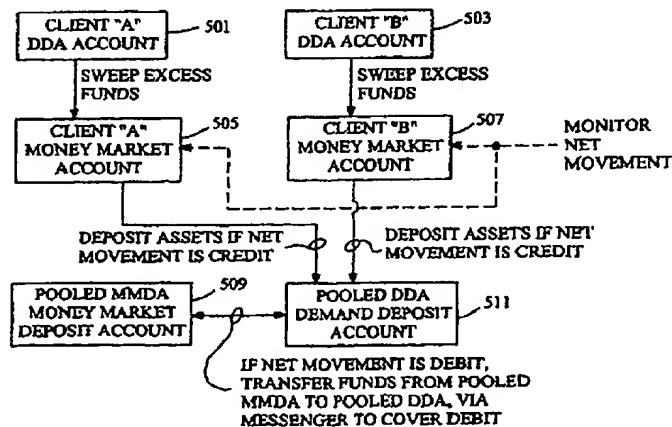 CLIENT "A"
DDA ACCOUNT
501
CLIENT "B"
DDA ACCOUNT
503
SWEEP EXCESS
FUNDS
SWEEP EXCESS
FUNDS
CLIENT "A"
MONEY MARKET
ACCOUNT
505
CLIENT "B"
MONEY MARKET
ACCOUNT
507
MONITOR
NET
MOVEMENT
DEPOSIT ASSETS IF NET
MOVEMENT IS CREDIT
DEPOSIT ASSETS IF NET
MOVEMENT IS CREDIT
509
POOLED MMDA
MONEY MARKET
DEPOSIT ACCOUNT
POOLED DDA
DEMAND DEPOSIT
ACCOUNT
511
IF NET MOVEMENT IS DEBIT,
TRANSFER FUNDS FROM POOLED
MMDA TO POOLED DDA, VIA
MESSENGER TO COVER DEBIT